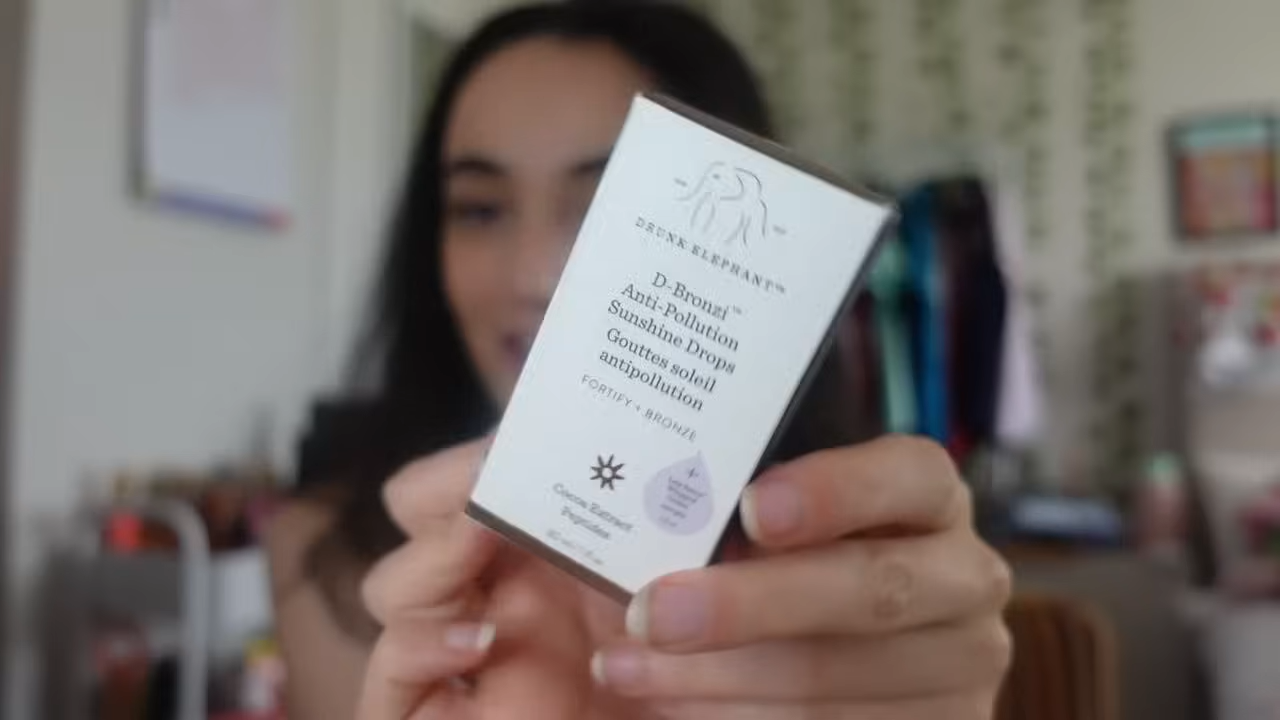 DRUNK ELEPHANT™
D-Bronzi™
Anti-Pollution
Sunshine Drops
Gouttes soleil
antipollution
FORTIFY + BRONZE
Cocoa Extract
Peptides